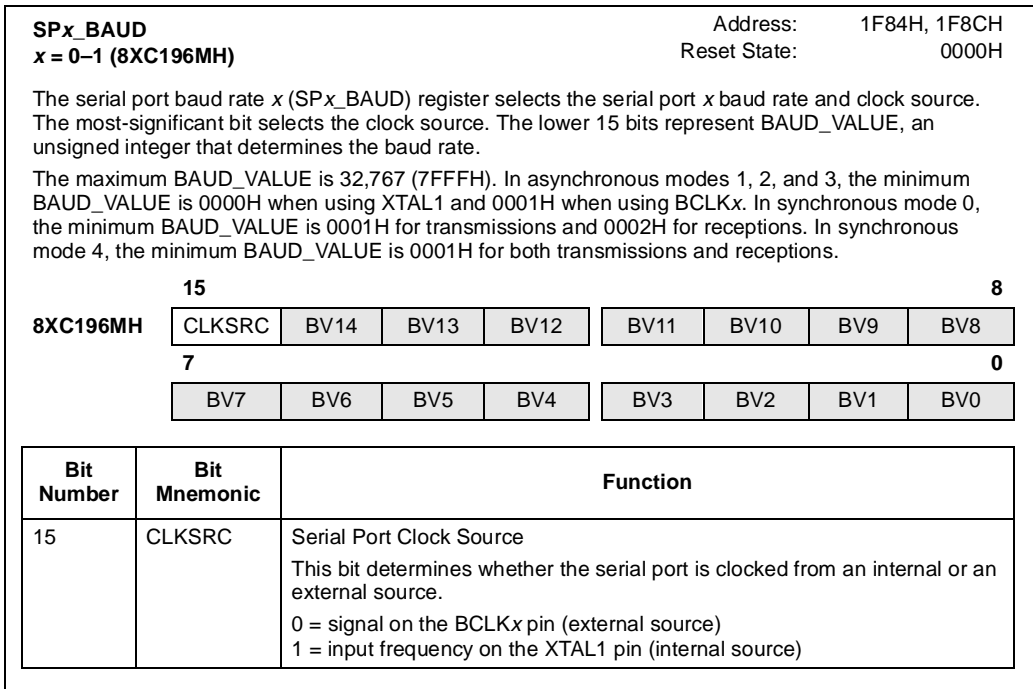 SPx_BAUD Address: 1F84H, 1F8CH
x = 0–1 (8XC196MH) Reset State: 0000H
The serial port baud rate x (SPx_BAUD) register selects the serial port x baud rate and clock source.
The most-significant bit selects the clock source. The lower 15 bits represent BAUD_VALUE, an
unsigned integer that determines the baud rate.
The maximum BAUD_VALUE is 32,767 (7FFFH). In asynchronous modes 1, 2, and 3, the minimum
BAUD_VALUE is 0000H when using XTAL1 and 0001H when using BCLKx. In synchronous mode 0,
the minimum BAUD_VALUE is 0001H for transmissions and 0002H for receptions. In synchronous
mode 4, the minimum BAUD_VALUE is 0001H for both transmissions and receptions.
15 8
8XC196MH CLKSRC BV14 BV13 BV12 BV11 BV10 BV9 BV8
7 0
BV7 BV6 BV5 BV4 BV3 BV2 BV1 BV0
Bit Number Bit Mnemonic Function
15 CLKSRC Serial Port Clock Source
This bit determines whether the serial port is clocked from an internal or an
external source.
0 = signal on the BCLKx pin (external source)
1 = input frequency on the XTAL1 pin (internal source)